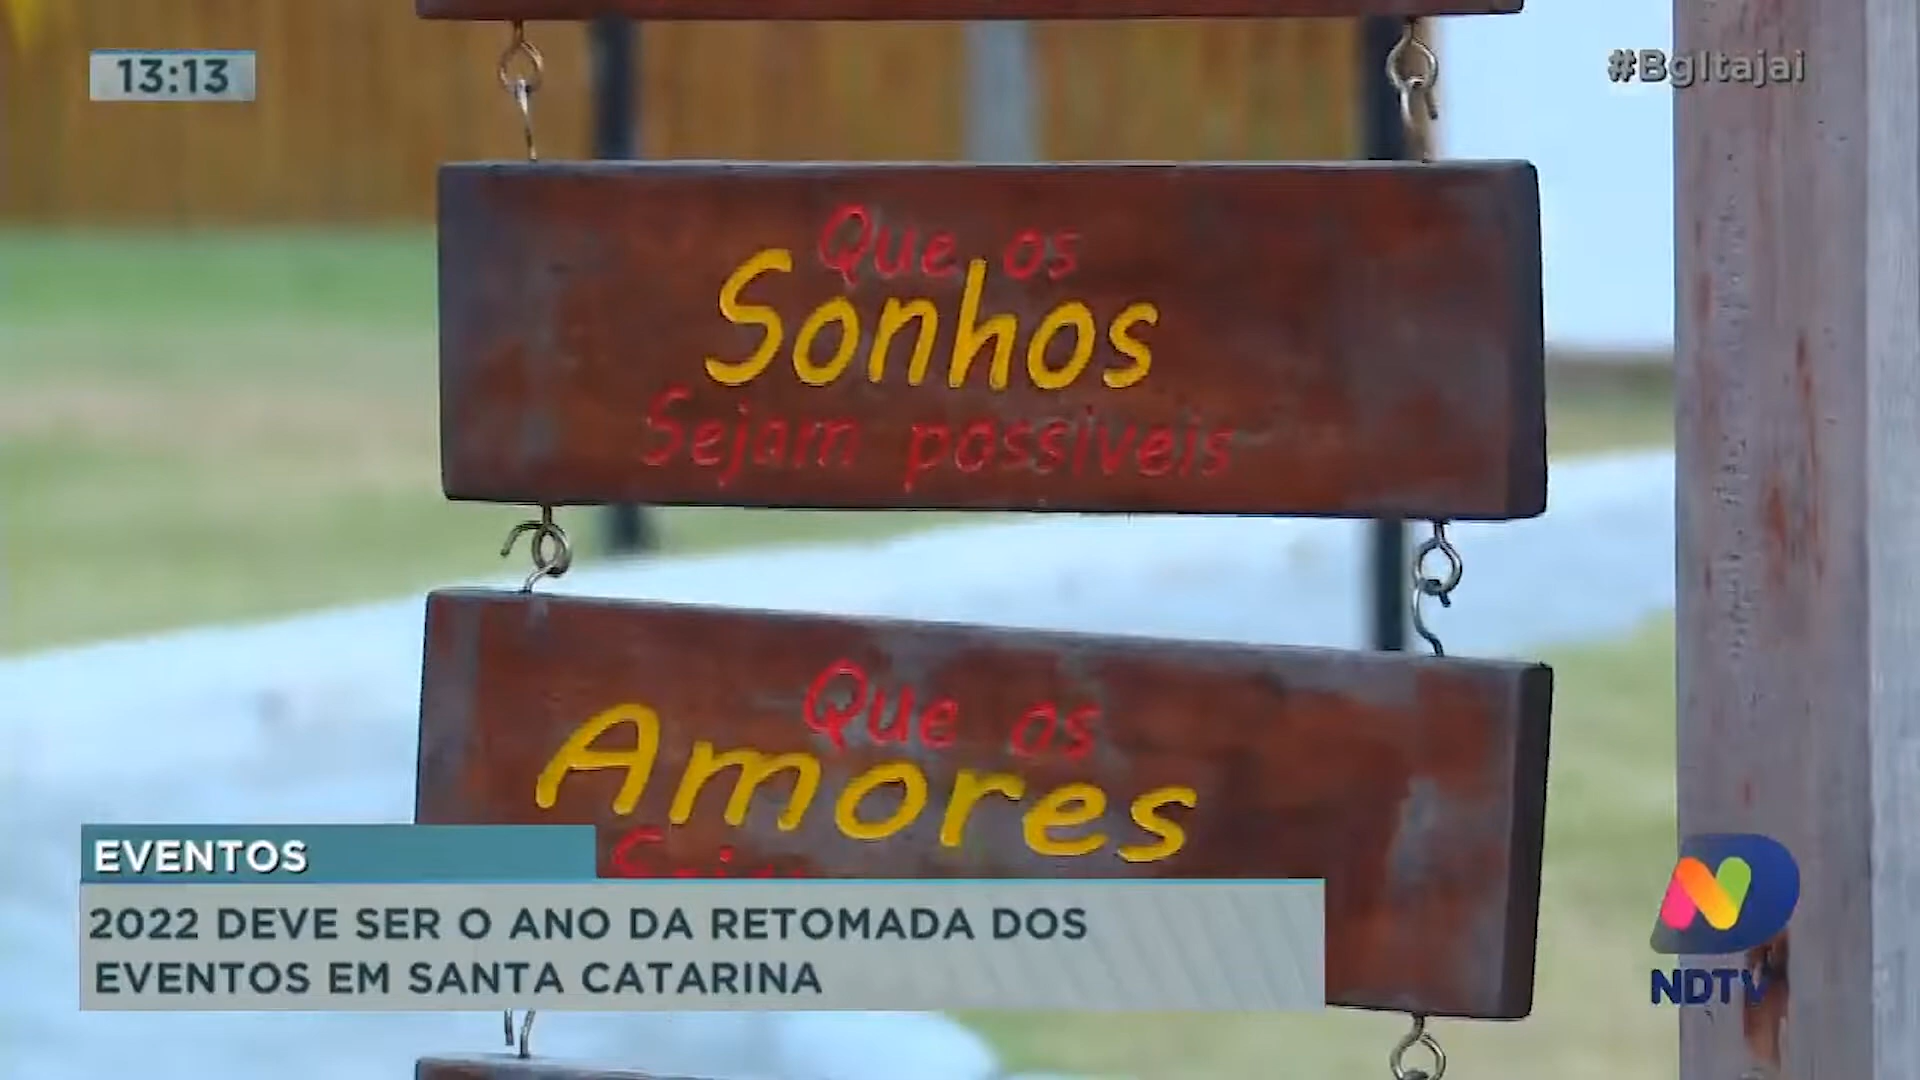 13:13
#BgItajai
Que os
Sonhos
Sejam possiveis
Que os
Amores
EVENTOS
2022 DEVE SER O ANO DA RETOMADA DOS
EVENTOS EM SANTA CATARINA
NDTV